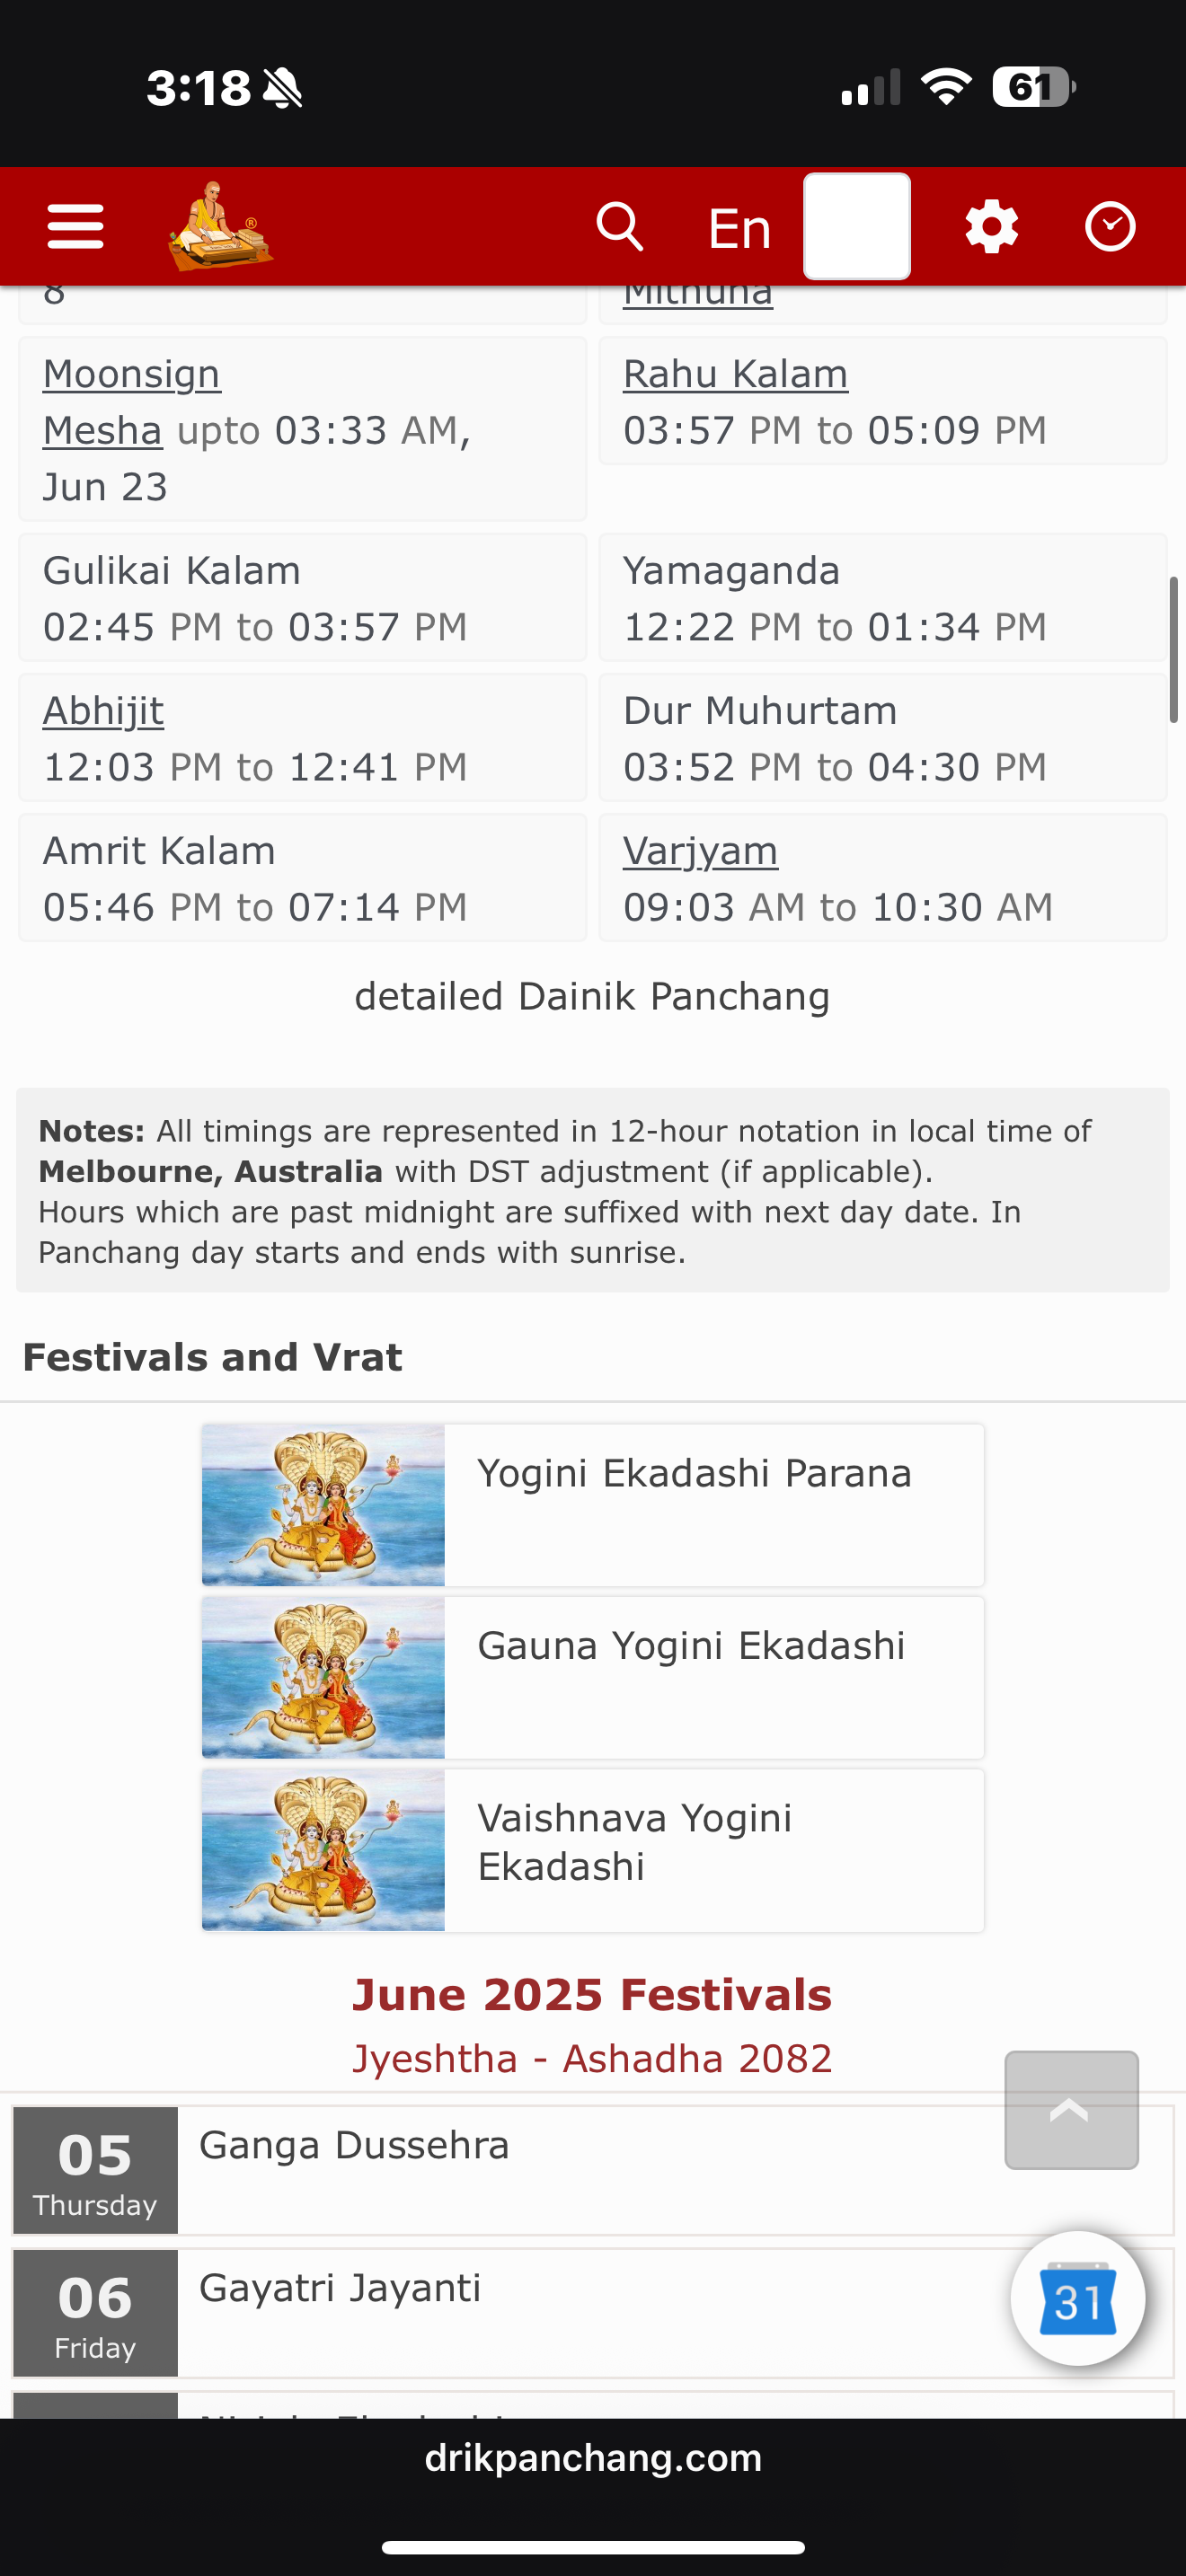 3:18
61
En
8
Mithuna
Moonsign
Mesha upto 03:33 AM,
Jun 23
Rahu Kalam
03:57 PM to 05:09 PM
Gulikai Kalam
02:45 PM to 03:57 PM
Yamaganda
12:22 PM to 01:34 PM
Abhijit
12:03 PM to 12:41 PM
Dur Muhurtam
03:52 PM to 04:30 PM
Amrit Kalam
05:46 PM to 07:14 PM
Varjyam
09:03 AM to 10:30 AM
detailed Dainik Panchang
Notes: All timings are represented in 12-hour notation in local time of
Melbourne, Australia with DST adjustment (if applicable).
Hours which are past midnight are suffixed with next day date. In
Panchang day starts and ends with sunrise.
Festivals and Vrat
Yogini Ekadashi Parana
Gauna Yogini Ekadashi
Vaishnava Yogini
Ekadashi
June 2025 Festivals
Jyeshtha - Ashadha 2082
05
Thursday
Ganga Dussehra
06
Friday
Gayatri Jayanti
31
drikpanchang.com